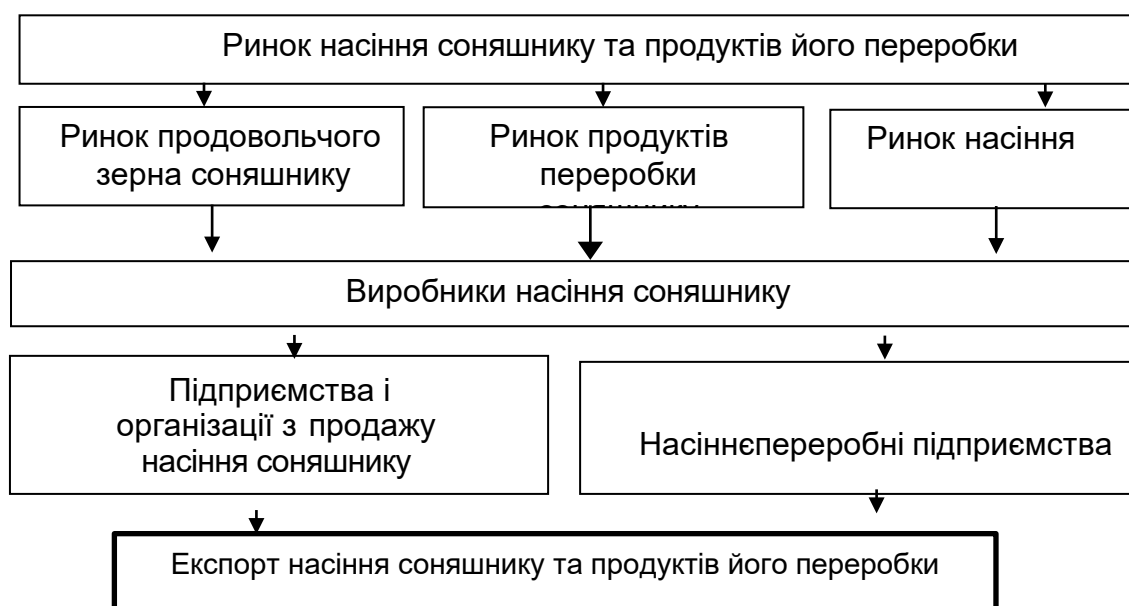 Ринок насіння соняшнику та продуктів його переробки
Ринок продовольчого
зерна соняшнику
Ринок продуктів
переробки
Ринок насіння
Виробники насіння соняшнику
Підприємства і
організації з продажу
насіння соняшнику
Насіннєпереробні підприємства
Експорт насіння соняшнику та продуктів його переробки